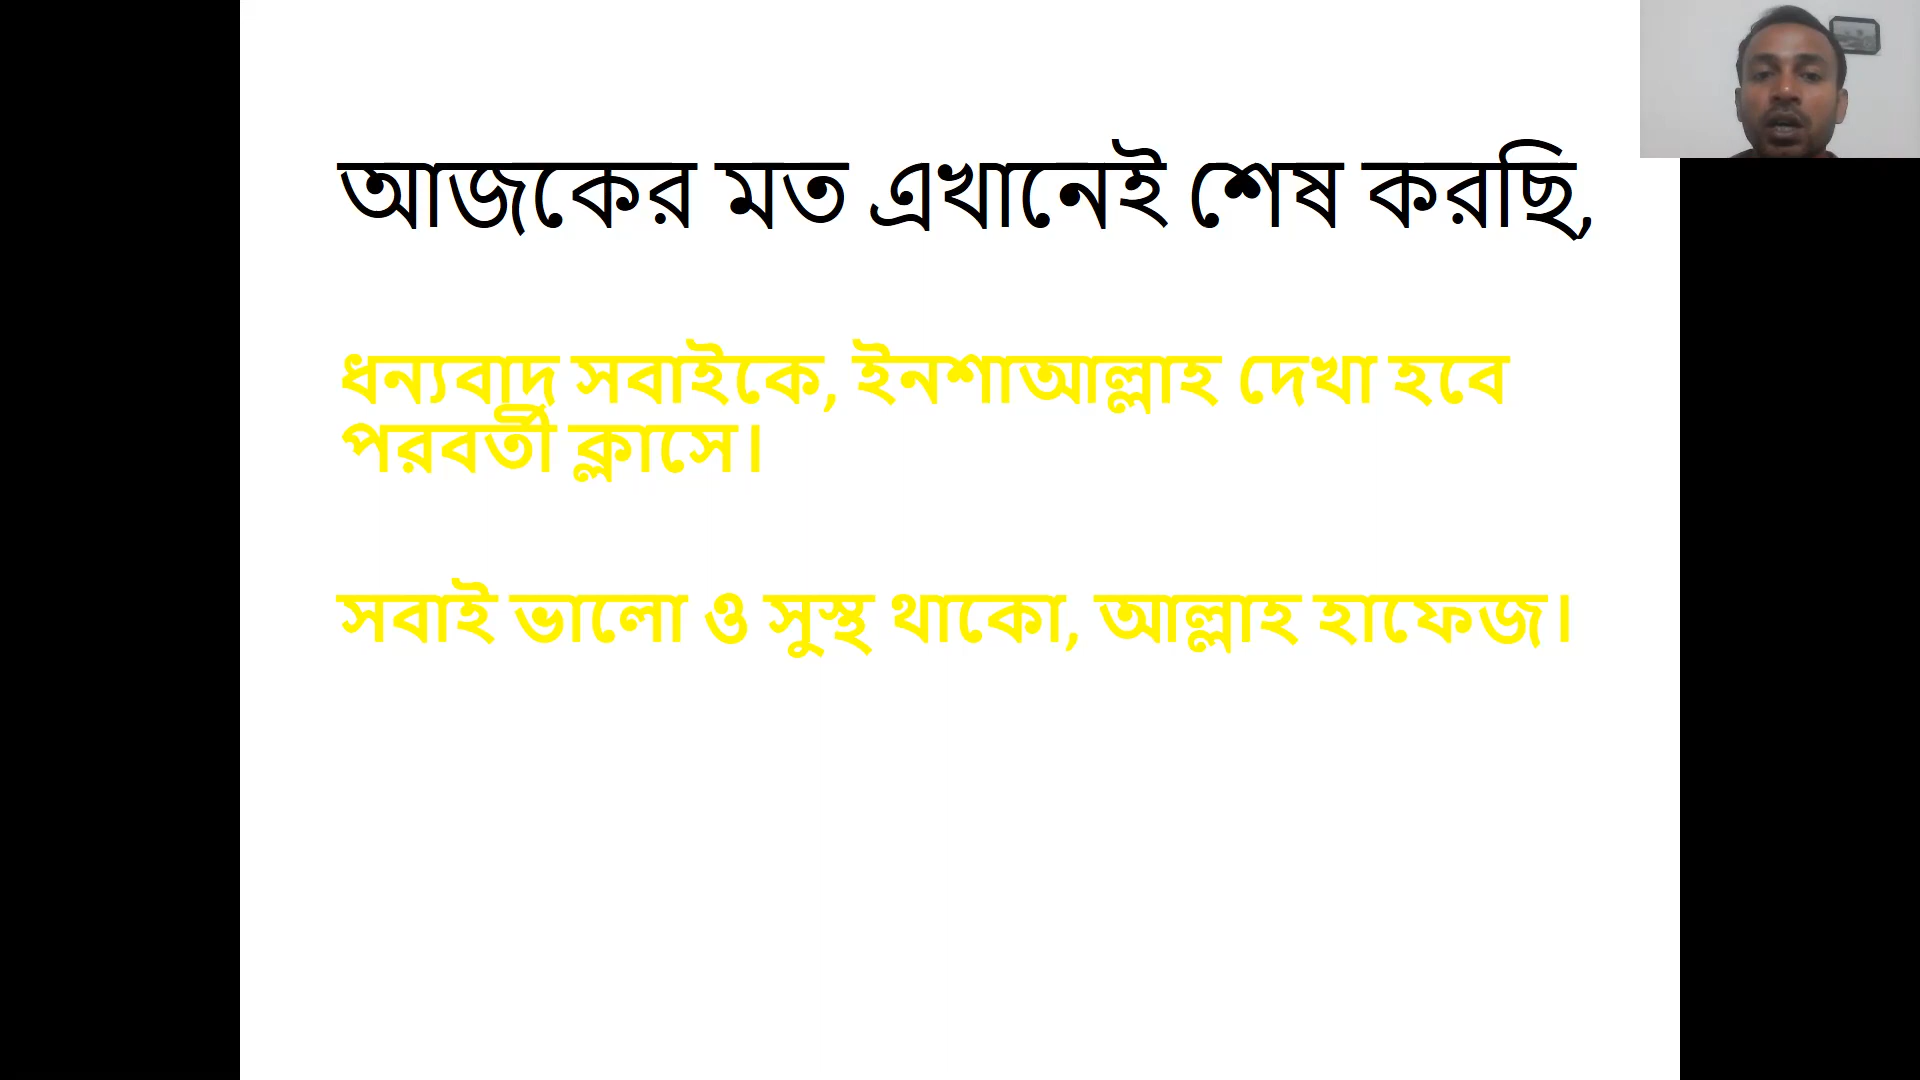 আজকের মত এখানেই শেষ করছি,
ধন্যবাদ সবাইকে, ইনশাআল্লাহ দেখা হবে
পরবর্তী ক্লাসে।
সবাই ভালো ও সুস্থ থাকো, আল্লাহ হাফেজ।